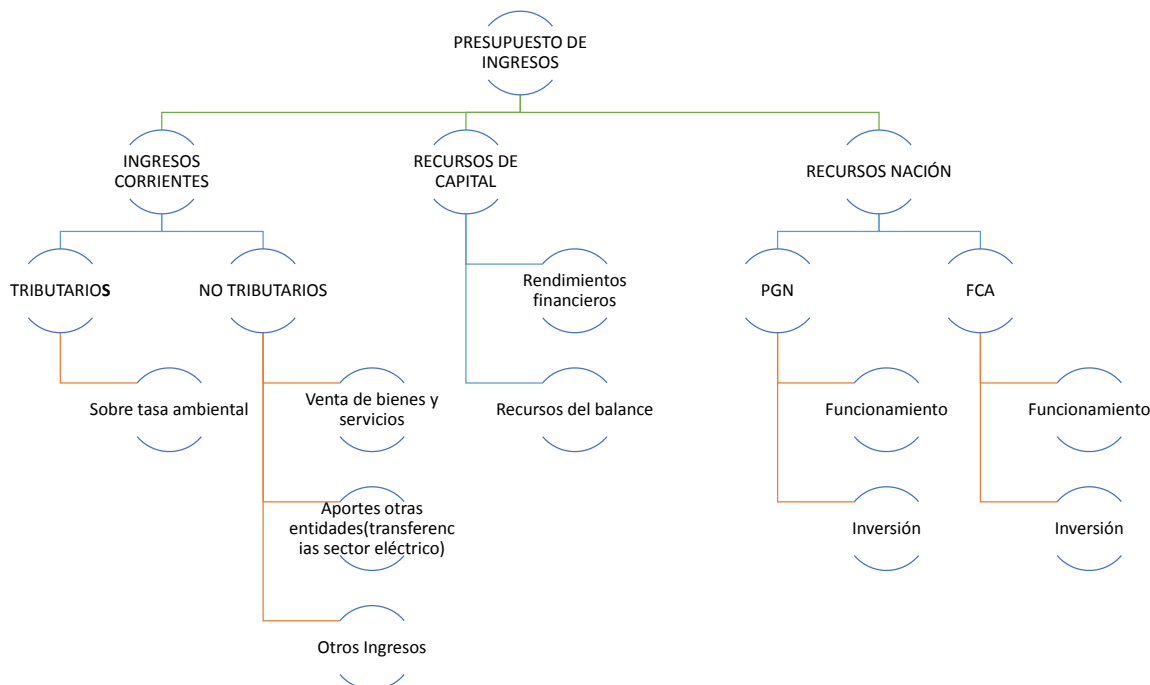 PRESUPUESTO DE
INGRESOS
INGRESOS
CORRIENTES
RECURSOS DE
CAPITAL
RECURSOS NACIÓN
TRIBUTARIOS
NO TRIBUTARIOS
Rendimientos
financieros
PGN
FCA
Sobre tasa ambiental
Venta de bienes y
servicios
Recursos del balance
Funcionamiento
Funcionamiento
Aportes otras
entidades(transferenc
ias sector eléctrico)
Inversión
Inversión
Otros Ingresos